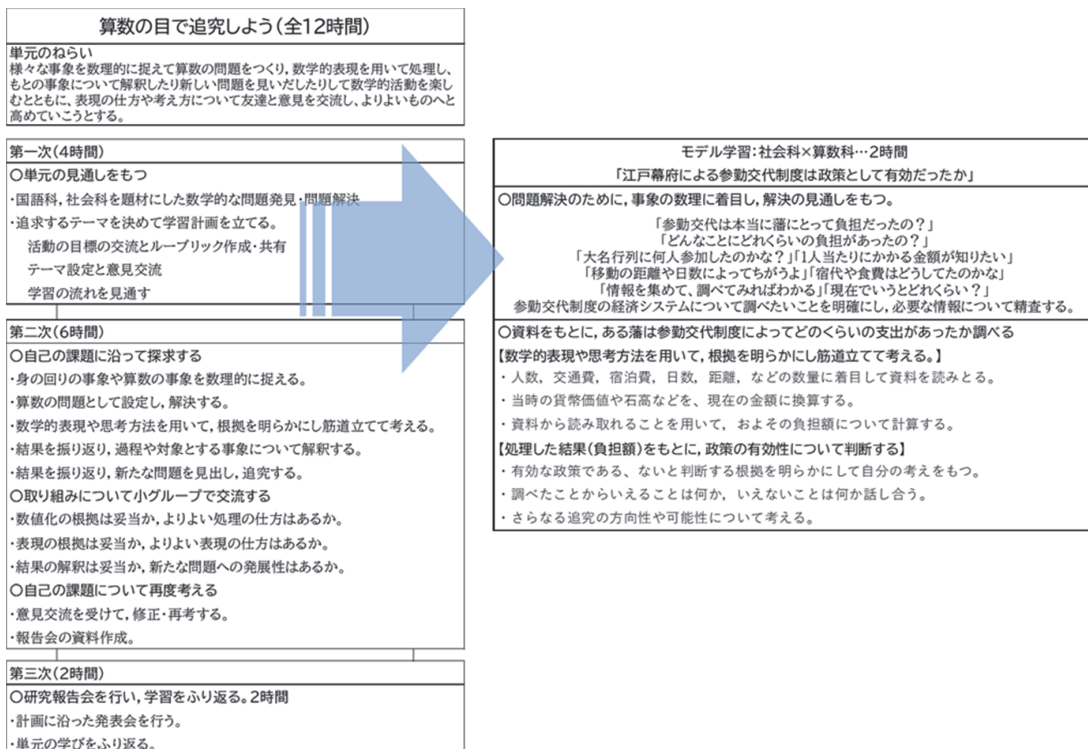 算数の目で追究しよう(全12時間)
単元のねらい
様々な事象を数理的に捉えて算数の問題をつくり,数学的表現を用いて処理し、
もとの事象について解釈したり新しい問題を見いだしたりして数学的活動を楽し
むとともに、表現の仕方や考え方について友達と意見を交流し、よりよいものへと
高めていこうとする。
第一次(4時間)
〇単元の見通しをもつ
・国語科,社会科を題材にした数学的な問題発見・問題解決
・追求するテーマを決めて学習計画を立てる。
活動の目標の交流とルーブリック作成・共有
テーマ設定と意見交流
学習の流れを見通す
第二次(6時間)
〇自己の課題に沿って探求する
・身の回りの事象や算数の事象を数理的に捉える。
・算数の問題として設定し,解決する。
・数学的表現や思考方法を用いて,根拠を明らかにし筋道立てて考える。
・結果を振り返り,過程や対象とする事象について解釈する。
・結果を振り返り,新たな問題を見出し,追究する。
〇取り組みについて小グループで交流する
・数値化の根拠は妥当か,よりよい処理の仕方はあるか。
・表現の根拠は妥当か,よりよい表現の仕方はあるか。
・結果の解釈は妥当か,新たな問題への発展性はあるか。
〇自己の課題について再度考える
・意見交流を受けて,修正・再考する。
・報告会の資料作成。
第三次(2時間)
〇研究報告会を行い,学習をふり返る。2時間
・計画に沿った発表会を行う。
・単元の学びをふり返る。
モデル学習:社会科×算数科…2時間
「江戸幕府による参勤交代制度は政策として有効だったか」
〇問題解決のために,事象の数理に着目し,解決の見通しをもつ。
「参勤交代は本当に藩にとって負担だったの?」
「どんなことにどれくらいの負担があったの?」
「大名行列に何人参加したのかな?」「1人当たりにかかる金額が知りたい」
「移動の距離や日数によってちがうよ」「宿代や食費はどうしてたのかな」
「情報を集めて、調べてみればわかる」「現在でいうとどれくらい?」
参勤交代制度の経済システムについて調べたいことを明確にし,必要な情報について精査する。
〇資料をもとに,ある藩は参勤交代制度によってどのくらいの支出があったか調べる
【数学的表現や思考方法を用いて,根拠を明らかにし筋道立てて考える。】
・人数,交通費,宿泊費,日数,距離,などの数量に着目して資料を読みとる。
・当時の貨幣価値や石高などを、現在の金額に換算する。
・資料から読み取れることを用いて,およその負担額について計算する。
【処理した結果(負担額)をもとに,政策の有効性について判断する】
・有効な政策である、ないと判断する根拠を明らかにして自分の考えをもつ。
・調べたことからいえることは何か,いえないことは何か話し合う。
・さらなる追究の方向性や可能性について考える。